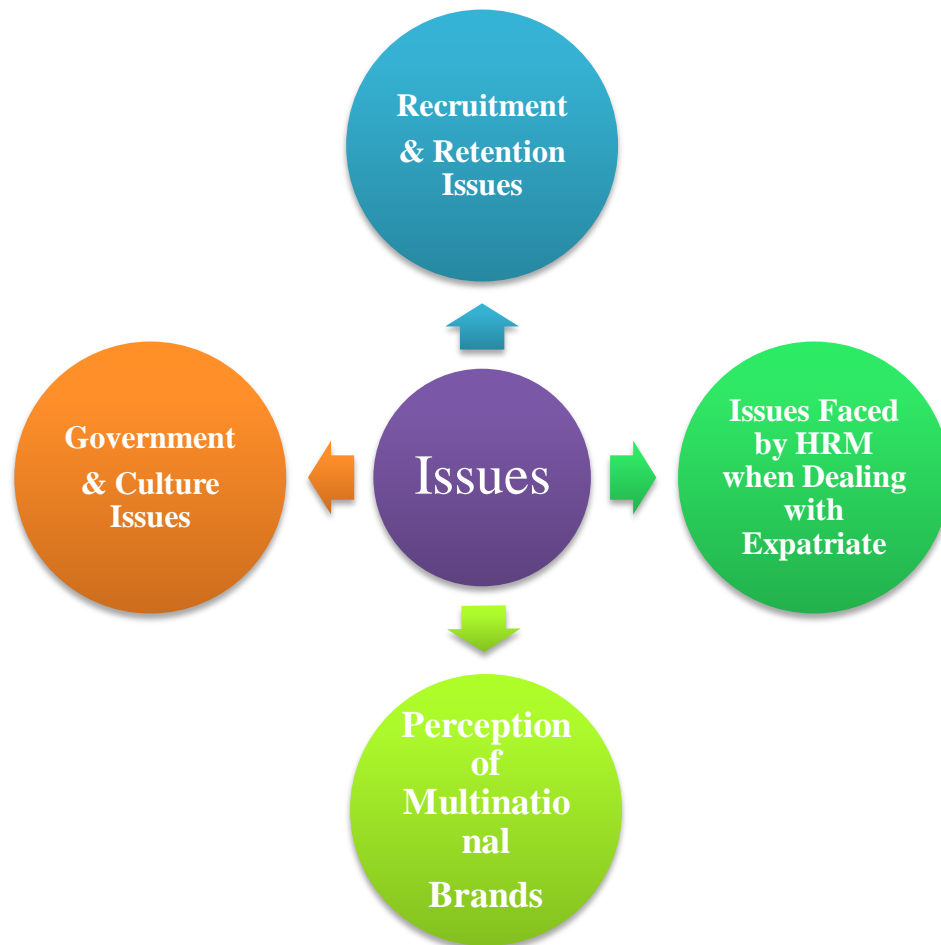 Recruitment
& Retention
Issues
Government
& Culture
Issues
Issues
Issues Faced
by HRM
when Dealing
with
Expatriate
Perception
of
Multinatio
nal
Brands